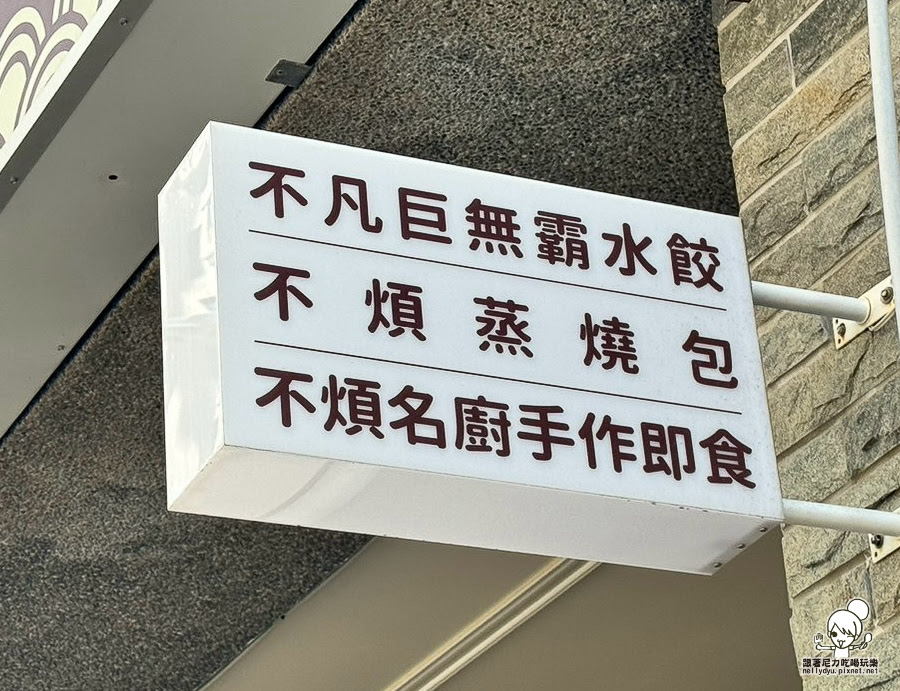 不凡巨無霸水餃
不煩蒸燒包
不煩名廚手作即食
跟著尼力吃喝玩樂
nellydyu.pixnet.net